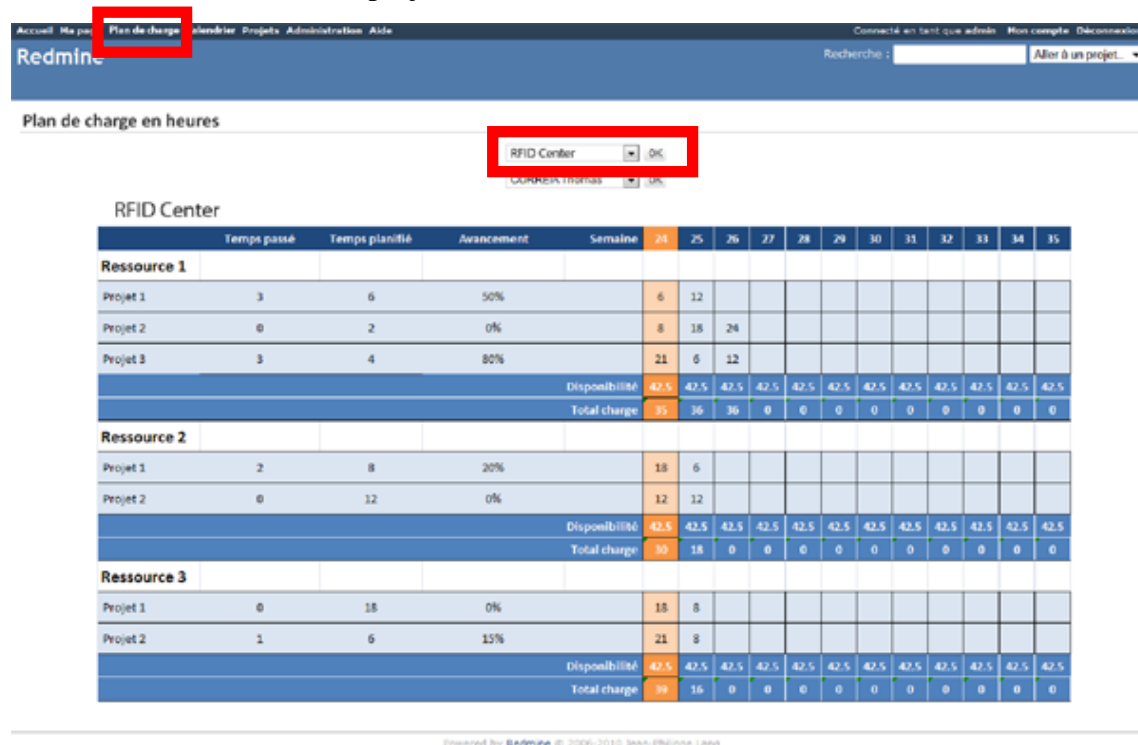 Accueil Ma page Plan de charge Calendrier Projets Administration Aide Connecté en tant que admin Mon compte Déconnexion
Redmine Recherche : Aller à un projet...
Plan de charge en heures
RFID Center OK
CORREIA Thomas OK
RFID Center
Temps passé Temps planifié Avancement Semaine 24 25 26 27 28 29 30 31 32 33 34 35
Ressource 1
Projet 1 3 6 50% 6 12
Projet 2 0 2 0% 8 18 24
Projet 3 3 4 80% 21 6 12
Disponibilité 42.5 42.5 42.5 42.5 42.5 42.5 42.5 42.5 42.5 42.5 42.5 42.5
Total charge 35 36 36 0 0 0 0 0 0 0 0 0
Ressource 2
Projet 1 2 8 20% 18 6
Projet 2 0 12 0% 12 12
Disponibilité 42.5 42.5 42.5 42.5 42.5 42.5 42.5 42.5 42.5 42.5 42.5 42.5
Total charge 30 18 0 0 0 0 0 0 0 0 0 0
Ressource 3
Projet 1 0 18 0% 18 8
Projet 2 1 6 15% 21 8
Disponibilité 42.5 42.5 42.5 42.5 42.5 42.5 42.5 42.5 42.5 42.5 42.5 42.5
Total charge 39 16 0 0 0 0 0 0 0 0 0 0
Powered by Redmine © 2006-2010 Jean-Philippe Lang